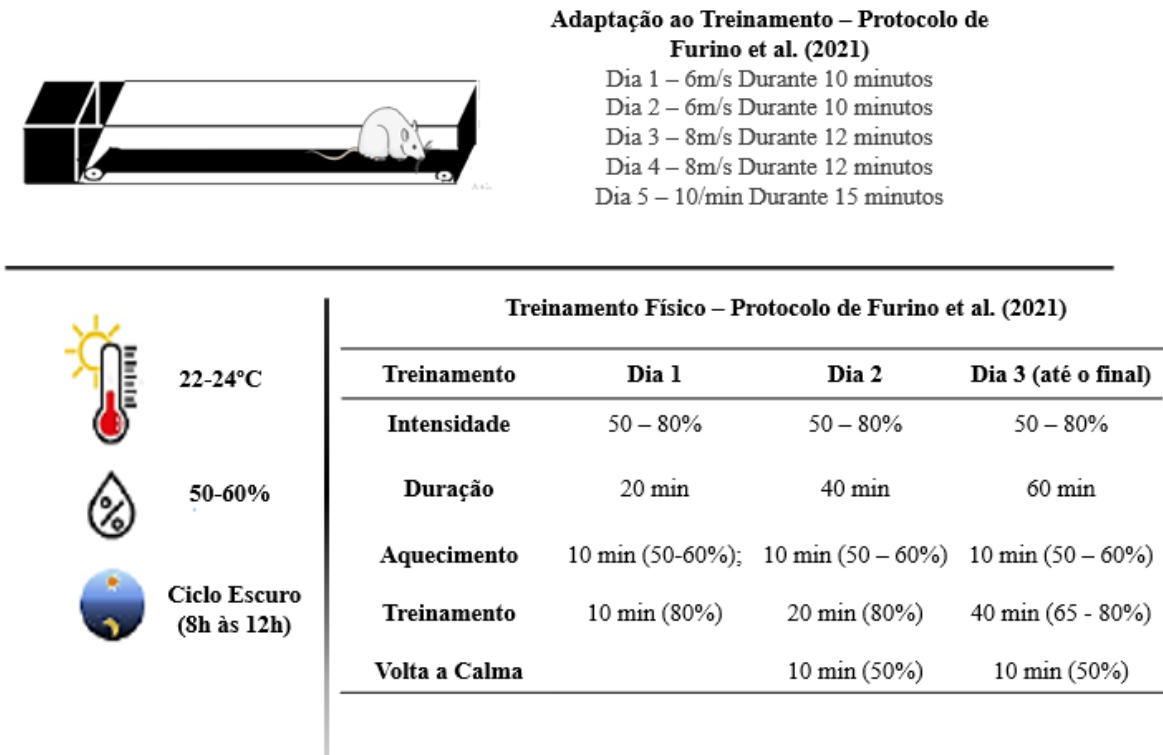 Adaptação ao Treinamento – Protocolo de
Furino et al. (2021)
Dia 1 – 6m/s Durante 10 minutos
Dia 2 – 6m/s Durante 10 minutos
Dia 3 – 8m/s Durante 12 minutos
Dia 4 – 8m/s Durante 12 minutos
Dia 5 – 10/min Durante 15 minutos
22-24°C
50-60%
%
Ciclo Escuro
(8h às 12h)
Treinamento Físico – Protocolo de Furino et al. (2021)
Treinamento Dia 1 Dia 2 Dia 3 (até o final)
Intensidade 50 – 80% 50 – 80% 50 – 80%
Duração 20 min 40 min 60 min
Aquecimento 10 min (50-60%); 10 min (50 – 60%) 10 min (50 – 60%)
Treinamento 10 min (80%) 20 min (80%) 40 min (65 - 80%)
Volta a Calma 10 min (50%) 10 min (50%)